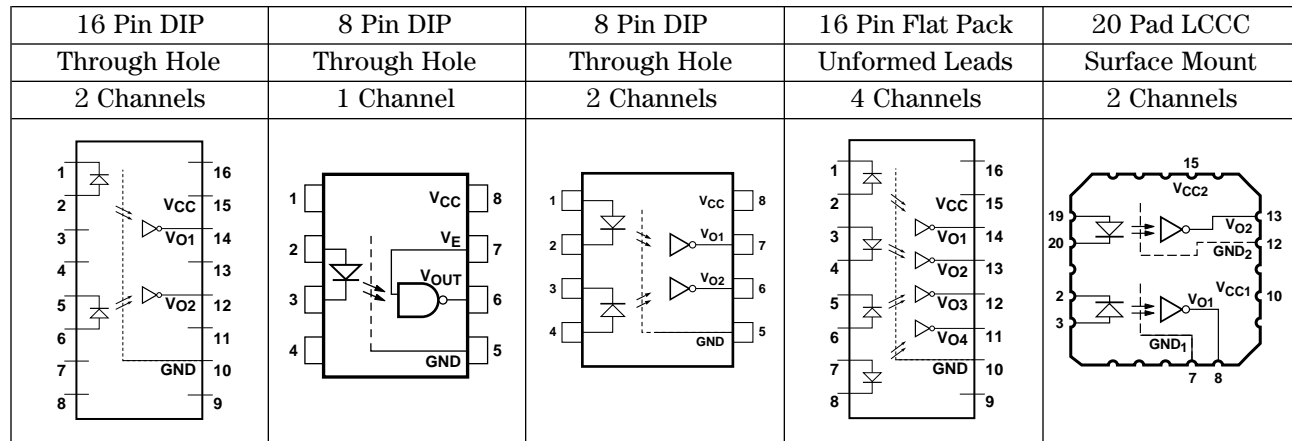 16 Pin DIP
8 Pin DIP
8 Pin DIP
16 Pin Flat Pack
20 Pad LCCC
Through Hole
Through Hole
Through Hole
Unformed Leads
Surface Mount
2 Channels
1 Channel
2 Channels
4 Channels
2 Channels
1
16
2
VCC
15
3
VO1
14
4
13
5
VO2
12
6
11
7
GND
10
8
9
1
VCC
8
2
VE
7
VOUT
3
6
4
GND
5
1
VCC
8
2
VO1
7
3
VO2
6
4
GND
5
1
16
2
VCC
15
3
VO1
14
4
VO2
13
5
VO3
12
6
VO4
11
7
GND
10
8
9
15
VCC2
19
13
VO2
20
12
GND2
2
VCC1
10
VO1
3
GND1
7
8